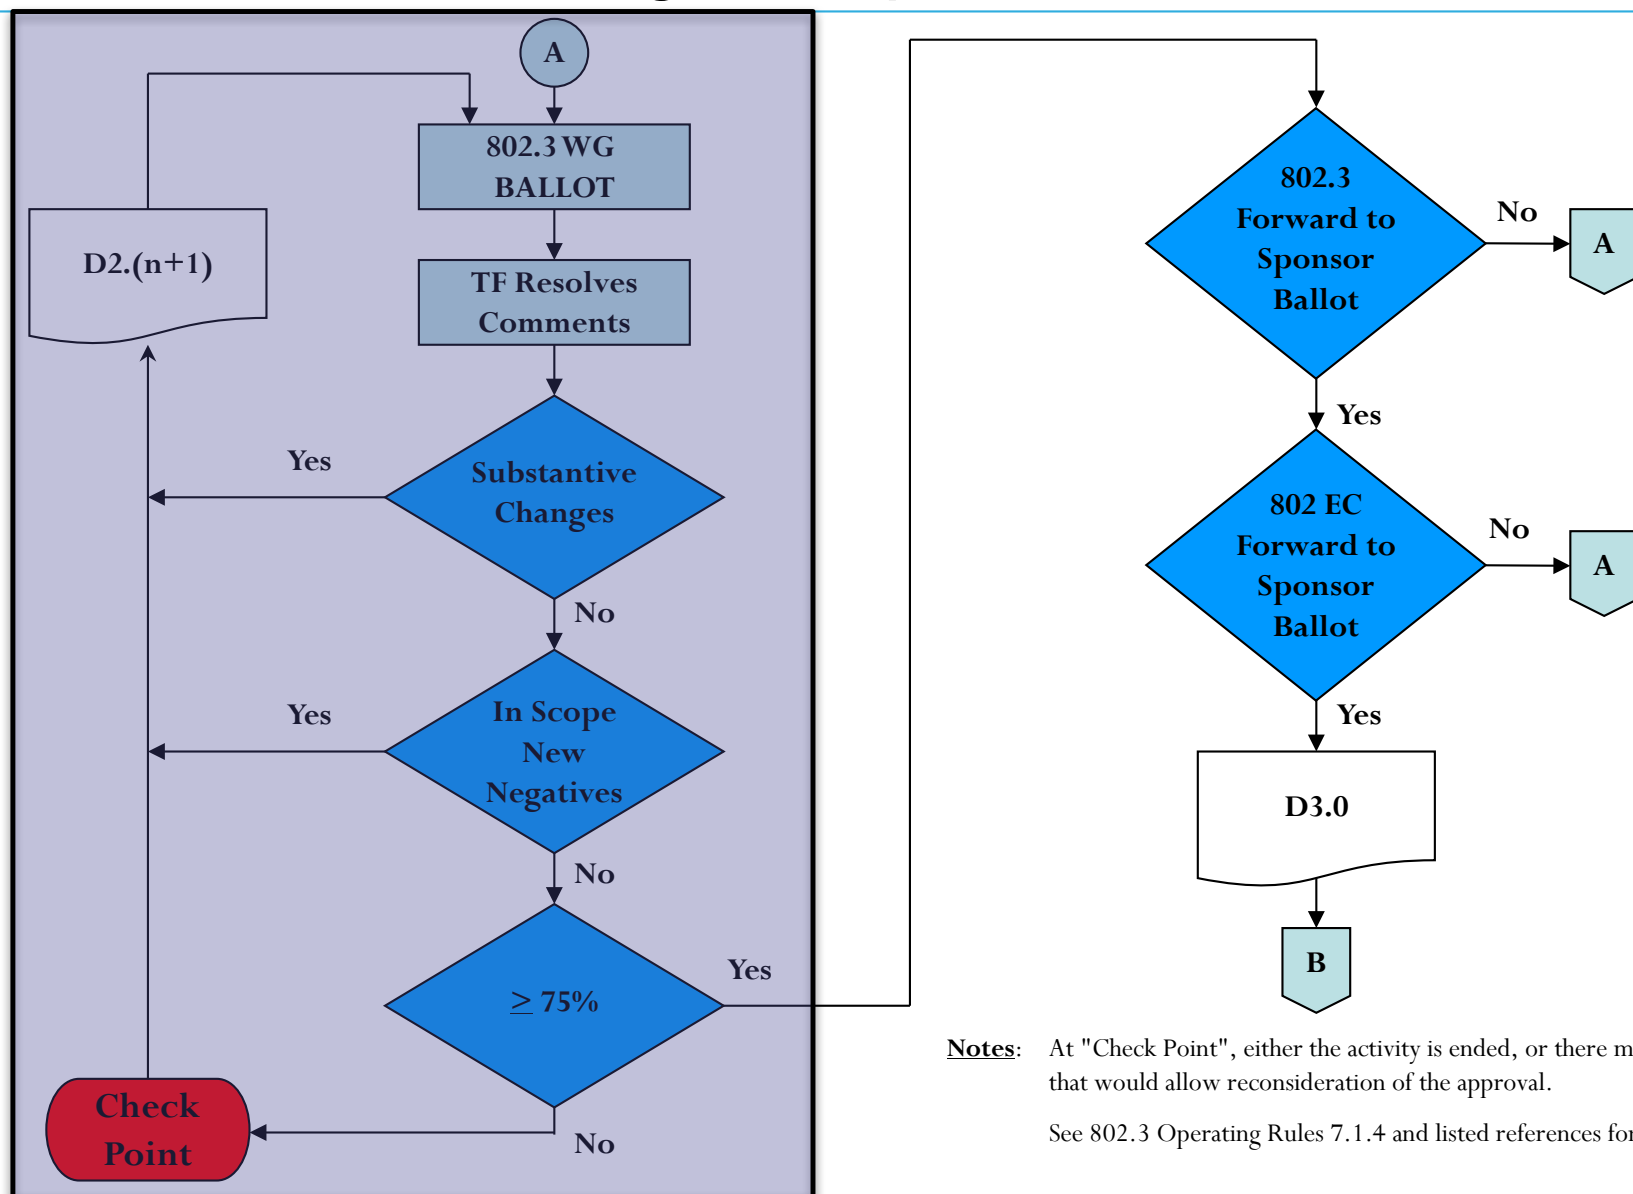 A
802.3 WG
BALLOT
D2.(n+1)
TF Resolves
Comments
Yes
Substantive
Changes
No
Yes
In Scope
New
Negatives
No
Yes
≥ 75%
No
Check
Point
802.3
Forward to
Sponsor
Ballot
No
A
Yes
802 EC
Forward to
Sponsor
Ballot
No
A
Yes
D3.0
B
Notes: At "Check Point", either the activity is ended, or there
that would allow reconsideration of the approval.
See 802.3 Operating Rules 7.1.4 and listed references for